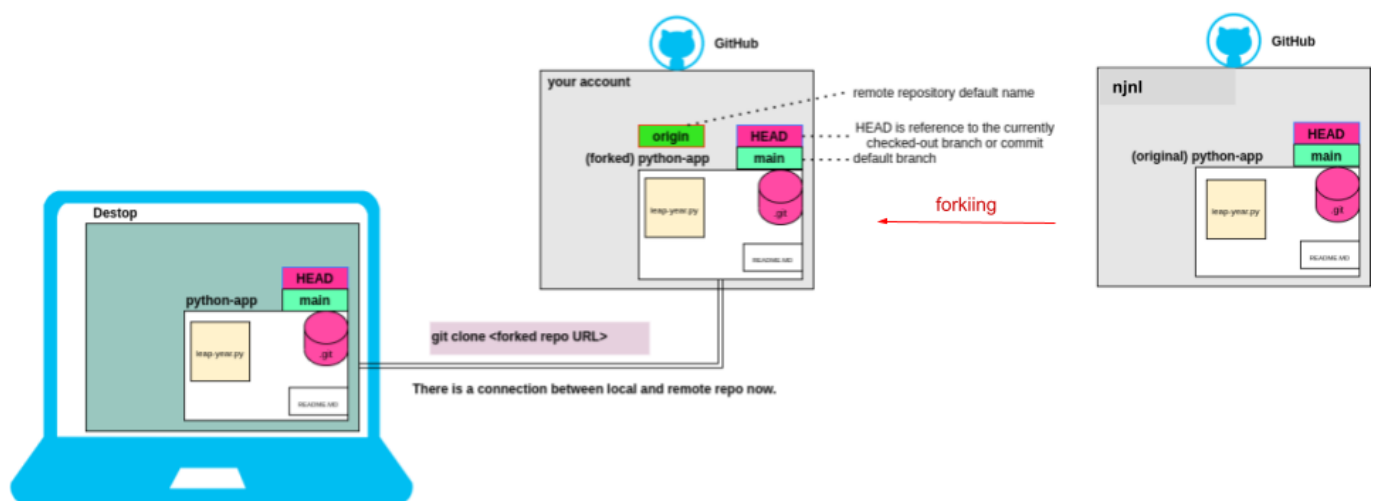 GitHub
your account
origin
HEAD
(forked) python-app
main
leap-year.py
.git
README.MD
remote repository default name
HEAD is reference to the currently
checked-out branch or commit
default branch
forkiing
GitHub
njnl
HEAD
(original) python-app
main
leap-year.py
.git
README.MD
Destop
HEAD
python-app
main
leap-year.py
.git
README.MD
git clone <forked repo URL>
There is a connection between local and remote repo now.